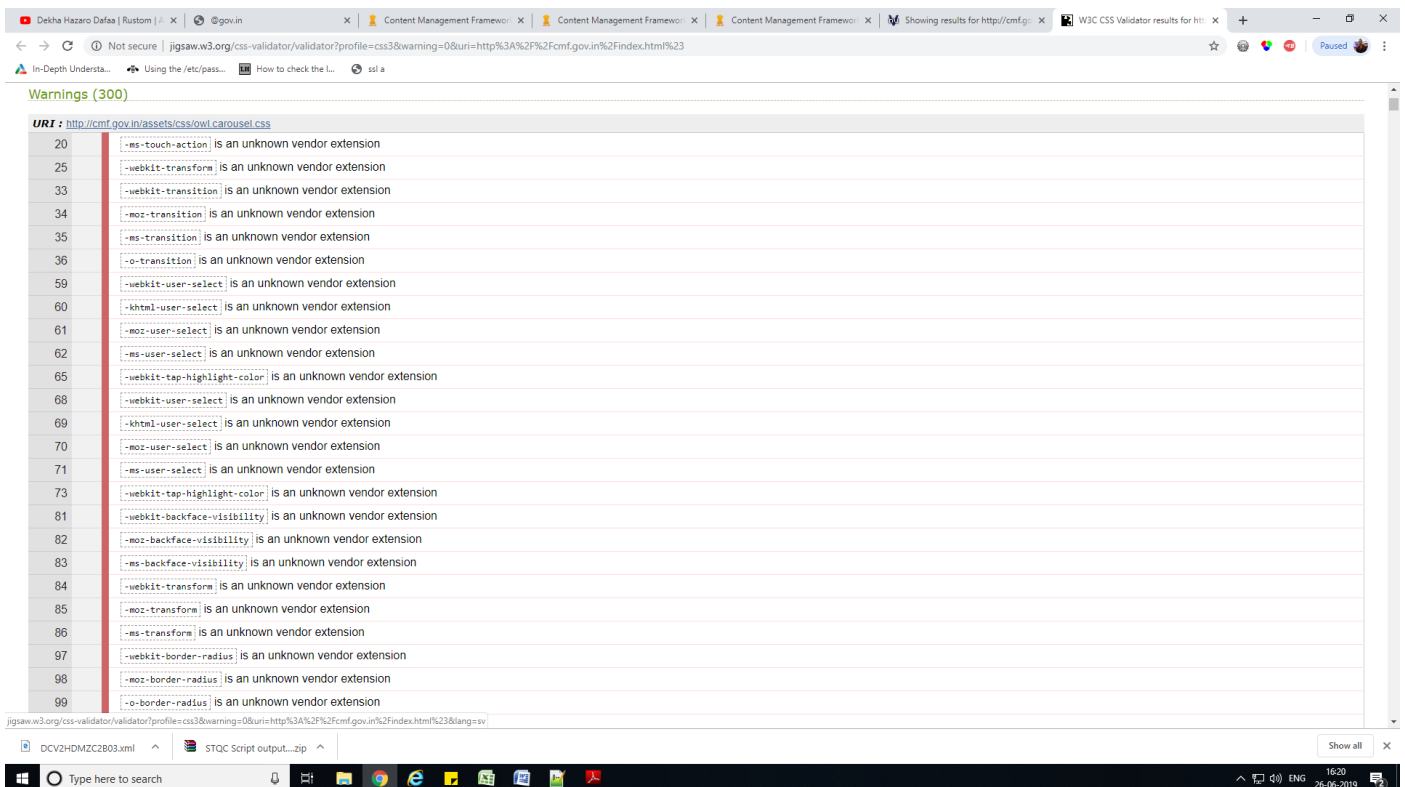 Dekha Hazaro Dafaa | Rustom | A
@gov.in
Content Management Framewor
Content Management Framewor
Content Management Framewor
Showing results for http://cmf.go
W3C CSS Validator results for htt
Not secure | jigsaw.w3.org/css-validator/validator?profile=css3&warning=0&uri=http%3A%2F%2Fcmf.gov.in%2Findex.html%23
Paused
In-Depth Understa...
Using the /etc/pass...
How to check the l...
ssl a
Warnings (300)
URI : http://cmf.gov.in/assets/css/owl.carousel.css
20 -ms-touch-action is an unknown vendor extension
25 -webkit-transform is an unknown vendor extension
33 -webkit-transition is an unknown vendor extension
34 -moz-transition is an unknown vendor extension
35 -ms-transition is an unknown vendor extension
36 -o-transition is an unknown vendor extension
59 -webkit-user-select is an unknown vendor extension
60 -khtml-user-select is an unknown vendor extension
61 -moz-user-select is an unknown vendor extension
62 -ms-user-select is an unknown vendor extension
65 -webkit-tap-highlight-color is an unknown vendor extension
68 -webkit-user-select is an unknown vendor extension
69 -khtml-user-select is an unknown vendor extension
70 -moz-user-select is an unknown vendor extension
71 -ms-user-select is an unknown vendor extension
73 -webkit-tap-highlight-color is an unknown vendor extension
81 -webkit-backface-visibility is an unknown vendor extension
82 -moz-backface-visibility is an unknown vendor extension
83 -ms-backface-visibility is an unknown vendor extension
84 -webkit-transform is an unknown vendor extension
85 -moz-transform is an unknown vendor extension
86 -ms-transform is an unknown vendor extension
97 -webkit-border-radius is an unknown vendor extension
98 -moz-border-radius is an unknown vendor extension
99 -o-border-radius is an unknown vendor extension
jigsaw.w3.org/css-validator/validator?profile=css3&warning=0&uri=http%3A%2F%2Fcmf.gov.in%2Findex.html%23&lang=sv
DCV2HDMZC2B03.xml
STQC Script output....zip
Show all
Type here to search
ENG
16:20
26-06-2019